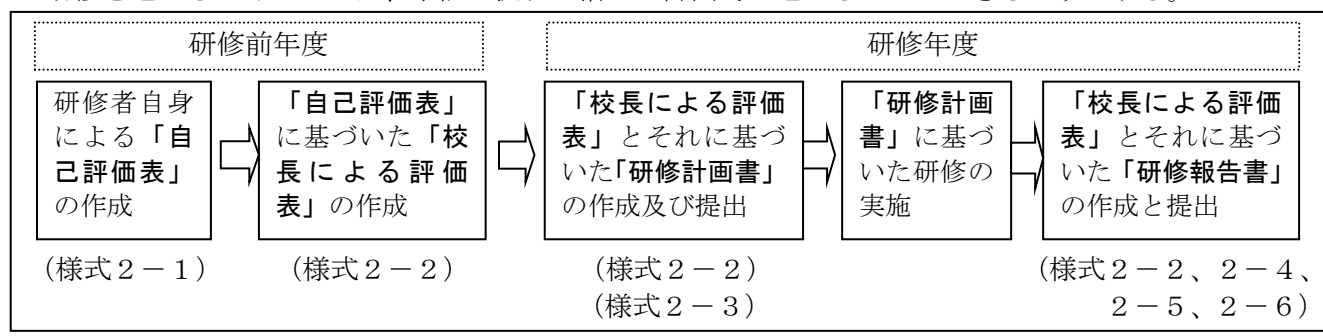 研修前年度
研修年度
研修者自身
による「自
己評価表」
の作成
「自己評価表」
に基づいた「校
長による評価
表」の作成
「校長による評価
表」とそれに基づ
いた「研修計画書」
の作成及び提出
「研修計画
書」に基づ
いた研修の
実施
「校長による評価
表」とそれに基づ
いた「研修報告書」
の作成と提出
(様式2-1)
(様式2-2)
(様式2-2)
(様式2-3)
(様式2-2、2-4、
2-5、2-6)